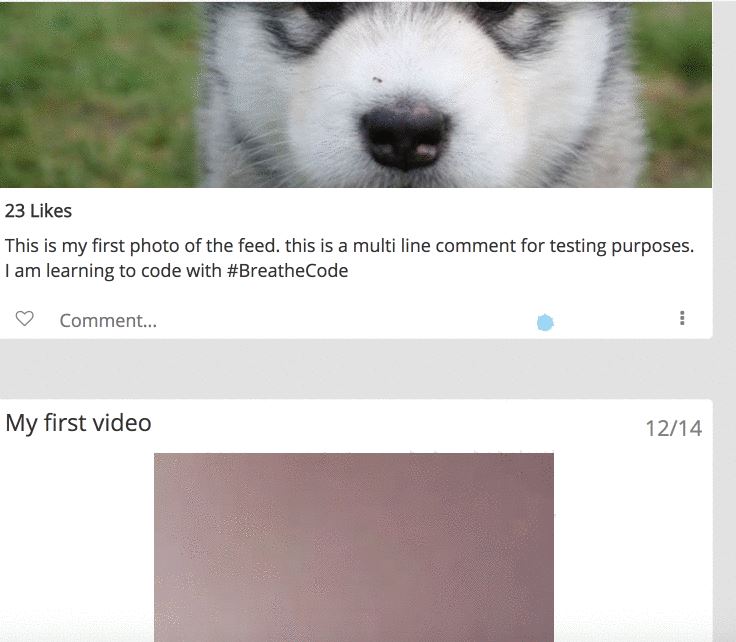 23 Likes
This is my first photo of the feed. this is a multi line comment for testing purposes.
I am learning to code with #BreatheCode
Comment...
My first video
12/14